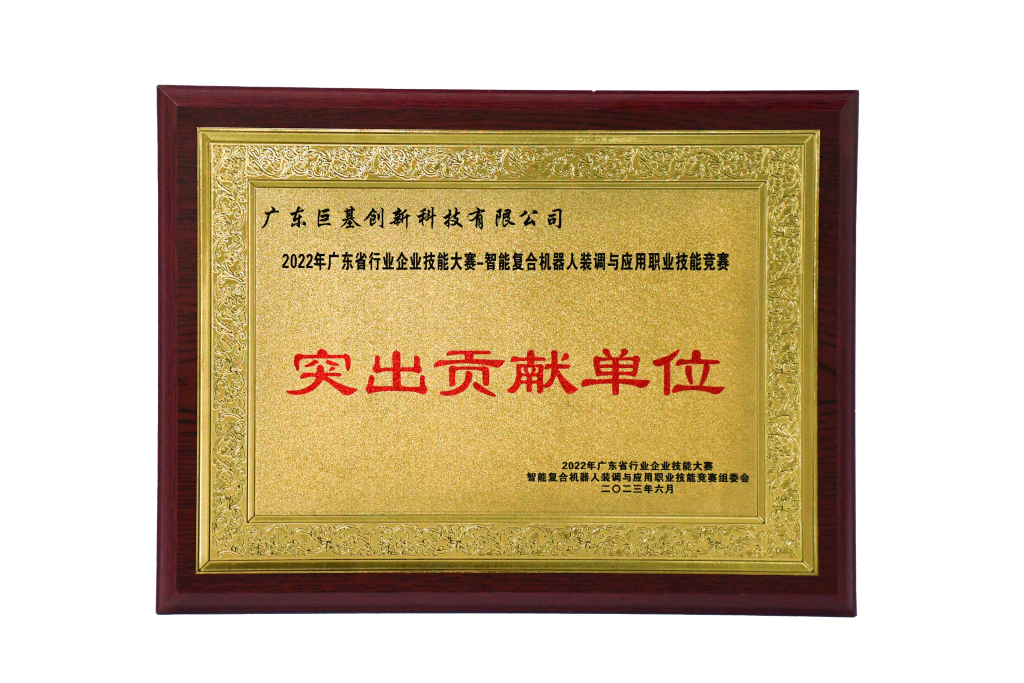 广东巨基创新科技有限公司
2022年广东省行业企业技能大赛-智能复合机器人装调与应用职业技能竞赛
突出贡献单位
2022年广东省行业企业技能大赛
智能复合机器人装调与应用职业技能竞赛组委会
二〇二三年六月